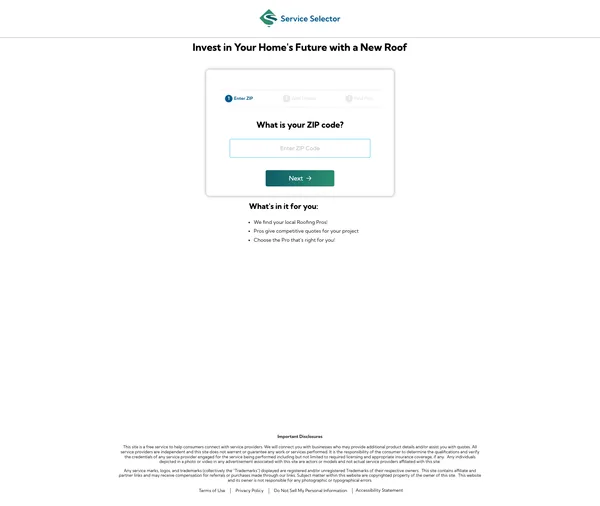 Service Selector
Invest in Your Home's Future with a New Roof
1 Enter ZIP
What is your ZIP code?
Enter ZIP Code
Next →
What's in it for you:
• We find your local Roofing Pros!
• Pros give competitive quotes for your project
• Choose the Pro that's right for you!
Important Disclosures
This site is a free service to help consumers connect with service providers. We will connect you with businesses who may provide additional product details and/or assist you with quotes. All
service providers are independent and this site does not warrant or guarantee any work or services performed. It is the responsibility of the consumer to determine the qualifications and verify
the credentials of any service provider engaged for the service being performed including but not limited to required licensing and appropriate insurance coverage, if any. Any individuals
depicted in a photo or video in any advertisement associated with this site are actors or models and not actual service providers affiliated with this site.
Any service marks, logos, and trademarks (collectively the "Trademarks") displayed are registered and/or unregistered Trademarks of their respective owners. This site contains affiliate and
partner links and may receive compensation for referrals or purchases made through our links. Subject matter within this website are copyrighted property of the owner of this site. This website
and its owner is not responsible for any photographic or typographical errors.
Terms of Use | Privacy Policy | Do Not Sell My Personal Information | Accessibility Statement